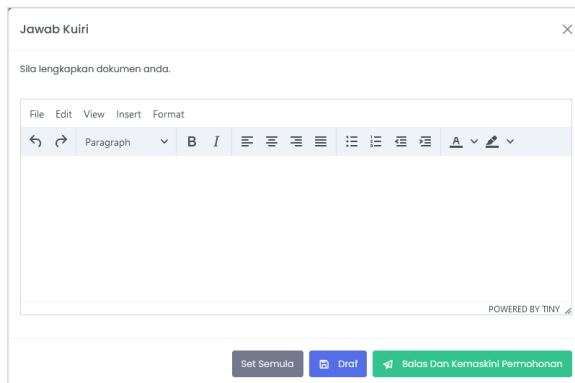 Jawab Kuiri
Sila lengkapkan dokumen anda.
File Edit View Insert Format
Paragraph B I A
POWERED BY TINY
Set Semula Draf Balas Dan Kemaskini Permohonan